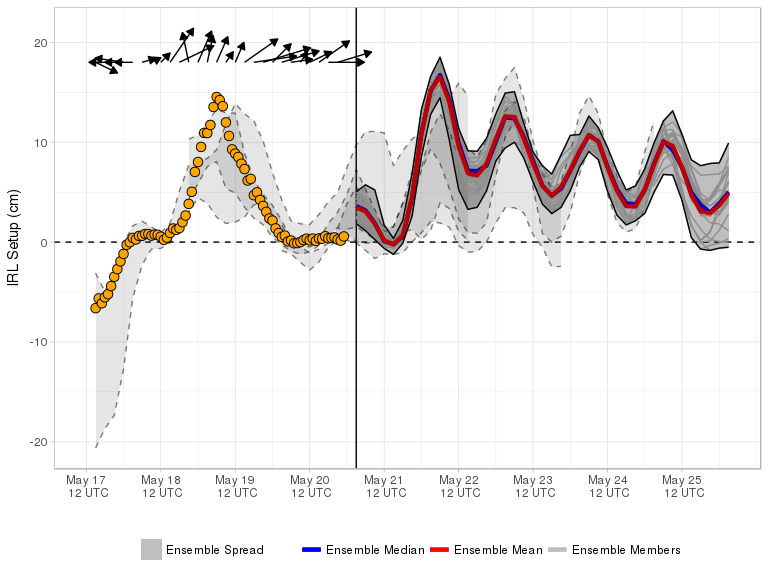 IRL Setup (cm)
20
10
0
-10
-20
May 17 May 18 May 19 May 20 May 21 May 22 May 23 May 24 May 25
12 UTC 12 UTC 12 UTC 12 UTC 12 UTC 12 UTC 12 UTC 12 UTC 12 UTC
Ensemble Spread Ensemble Median Ensemble Mean Ensemble Members